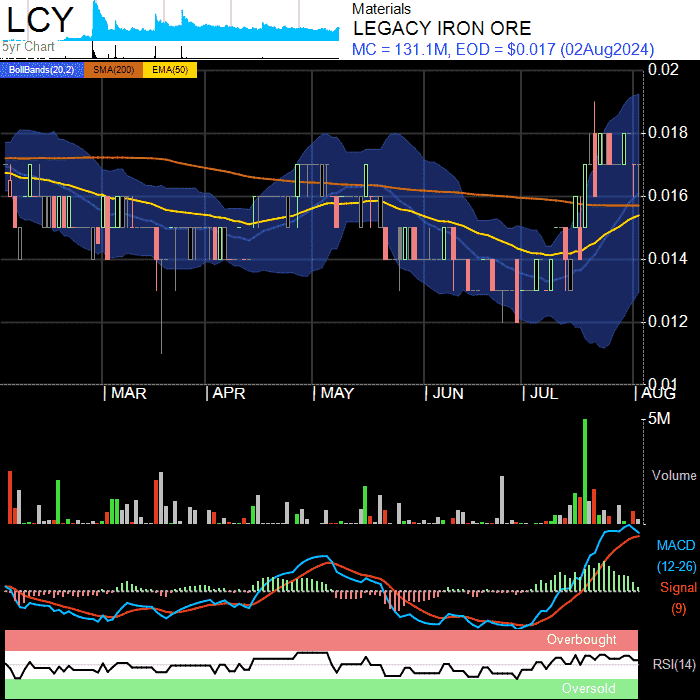 LCY
5yr Chart
Materials
LEGACY IRON ORE
MC = 131.1M, EOD = $0.017 (02Aug2024)
BollBands(20,2) SMA(200) EMA(50)
0.02
0.018
0.016
0.014
0.012
0.01
MAR APR MAY JUN JUL AUG
5M
Volume
MACD
(12-26)
Signal
(9)
Overbought
RSI(14)
Oversold